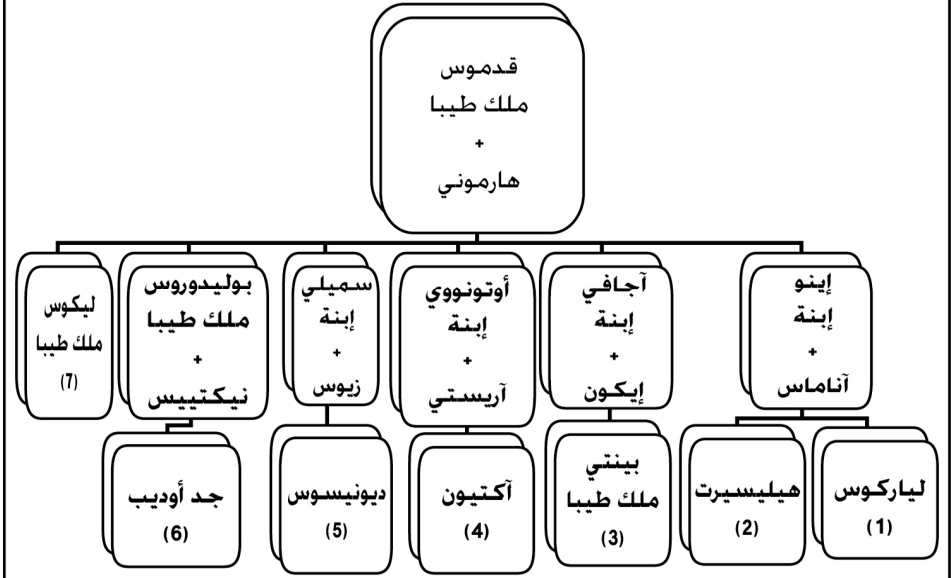 قدموس
ملك طيبا
+
هارموني
إينو
إبنة
+
آناماس
آجافي
إبنة
+
إيكون
أوتونووي
إبنة
+
آريستي
سميلي
إبنة
+
زيوس
بوليدوروس
ملك طيبا
+
نيكتييس
ليكوس
ملك طيبا
(7)
لياركوس
(1)
هيليسيرت
(2)
بينتي
ملك طيبا
(3)
آكتيون
(4)
ديونيسوس
(5)
جد أوديب
(6)